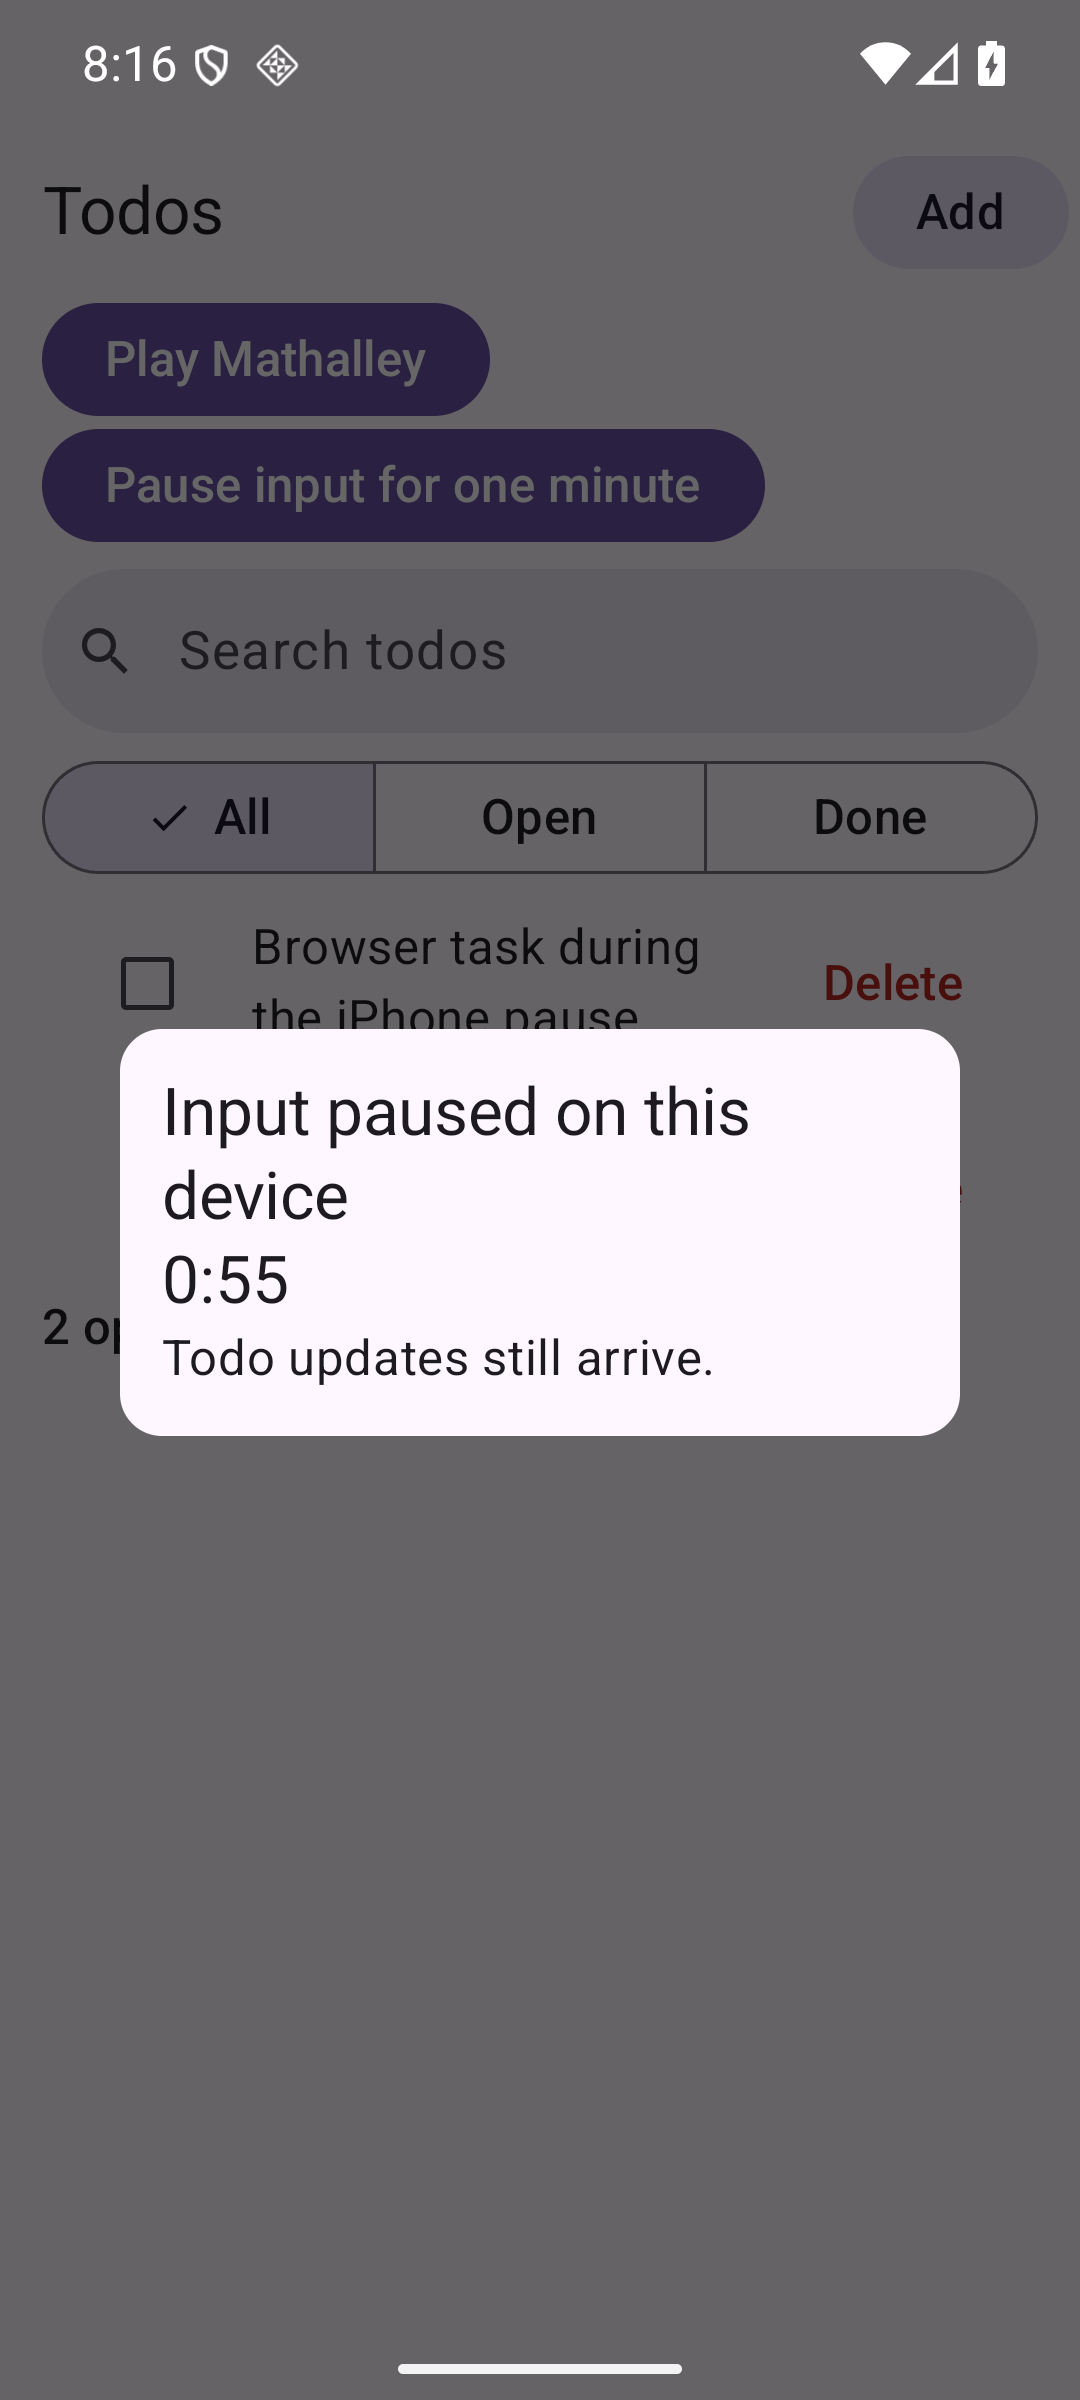 8:16
Todos
Add
Play Mathalley
Pause input for one minute
Search todos
All
Open
Done
Browser task during
the iPhone pause
Delete
Input paused on this
device
0:55
Todo updates still arrive.
2